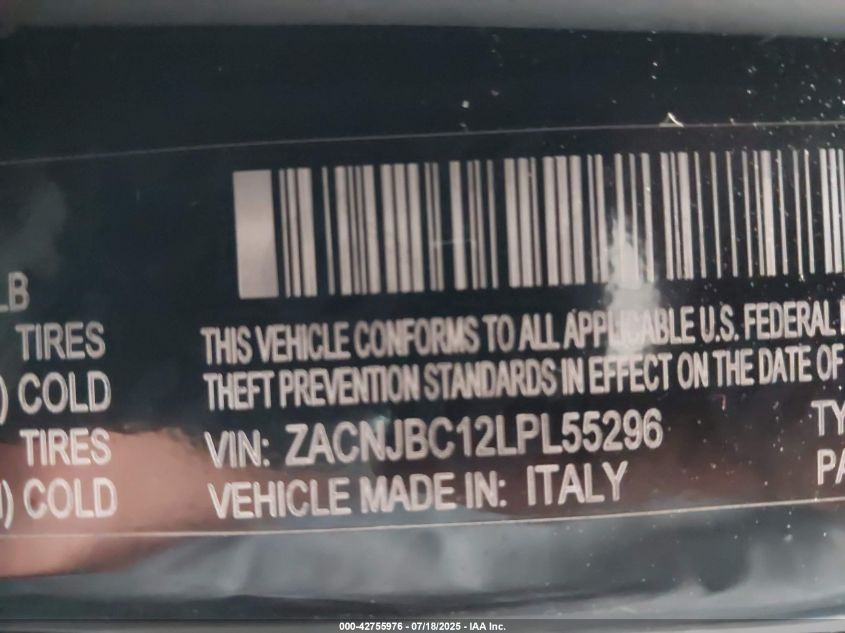 LB
TIRES
) COLD
TIRES
) COLD
THIS VEHICLE CONFORMS TO ALL APPLICABLE U.S. FEDERAL
THEFT PREVENTION STANDARDS IN EFFECT ON THE DATE OF
VIN: ZACNJBC12LPL55296 TY
VEHICLE MADE IN: ITALY PA
000-42755976 - 07/18/2025 - IAA Inc.